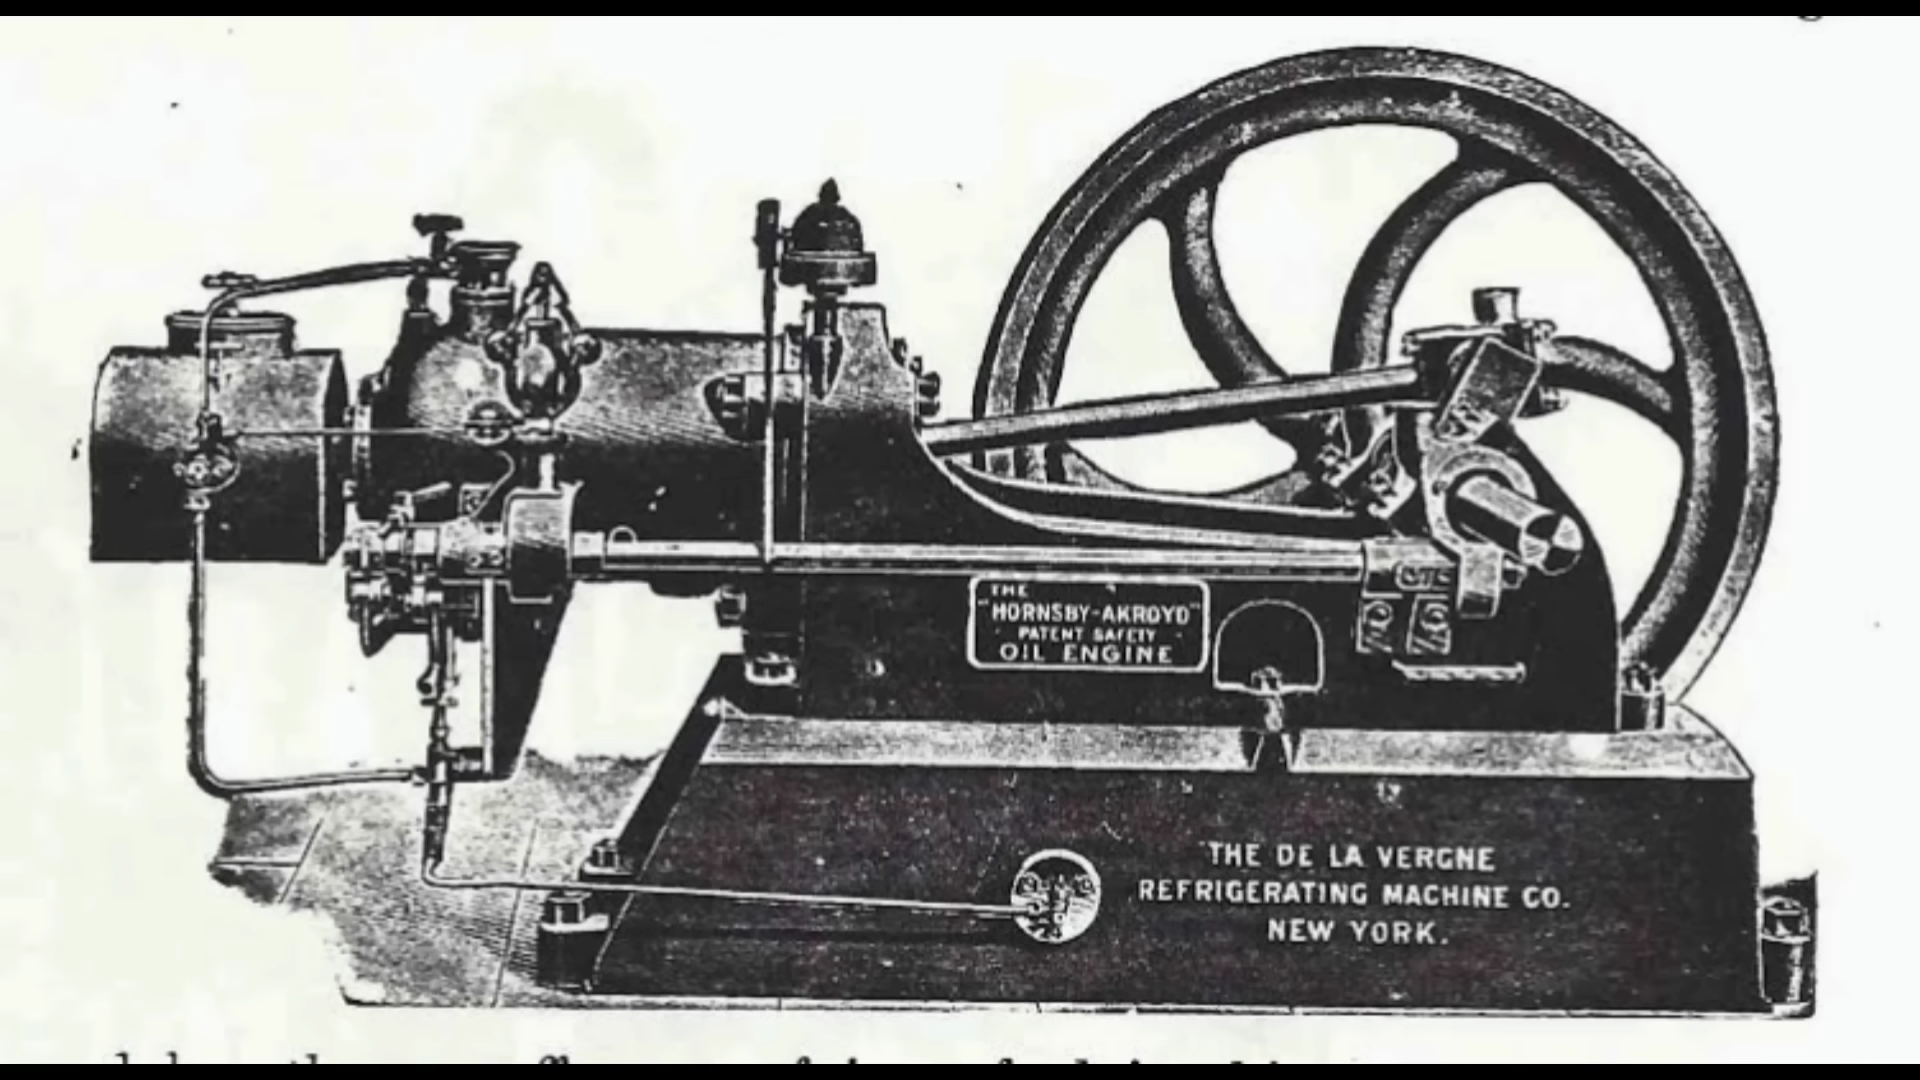 THE
"HORNSBY-AKROYD"
PATENT SAFETY
OIL ENGINE
THE DE LA VERGNE
REFRIGERATING MACHINE CO.
NEW YORK.